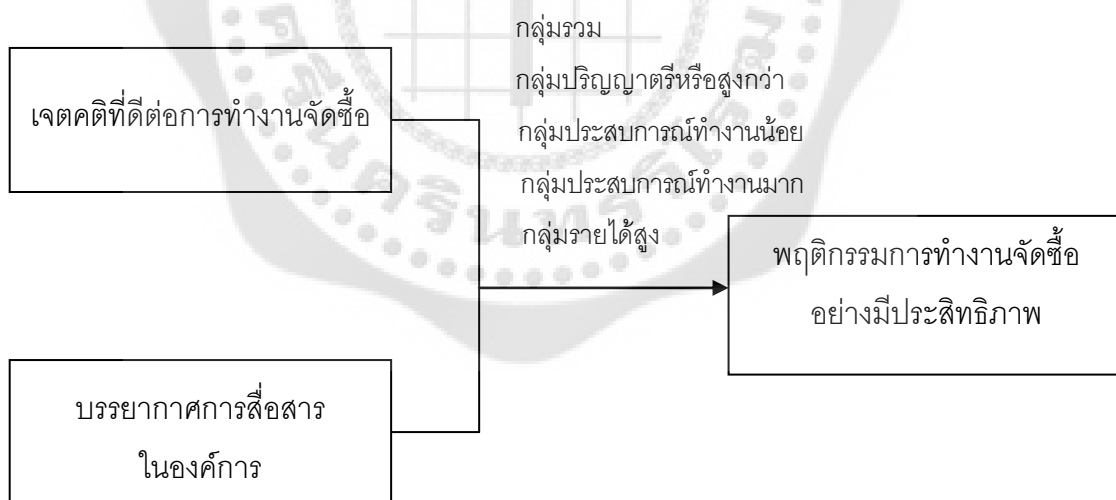 กลุ่มรวม
กลุ่มปริญญาตรีหรือสูงกว่า
กลุ่มประสบการณ์ทำงานน้อย
กลุ่มประสบการณ์ทำงานมาก
กลุ่มรายได้สูง
เจตคติที่ดีต่อการทำงานจัดซื้อ
พฤติกรรมการทำงานจัดซื้อ
อย่างมีประสิทธิภาพ
บรรยากาศการสื่อสาร
ในองค์การ